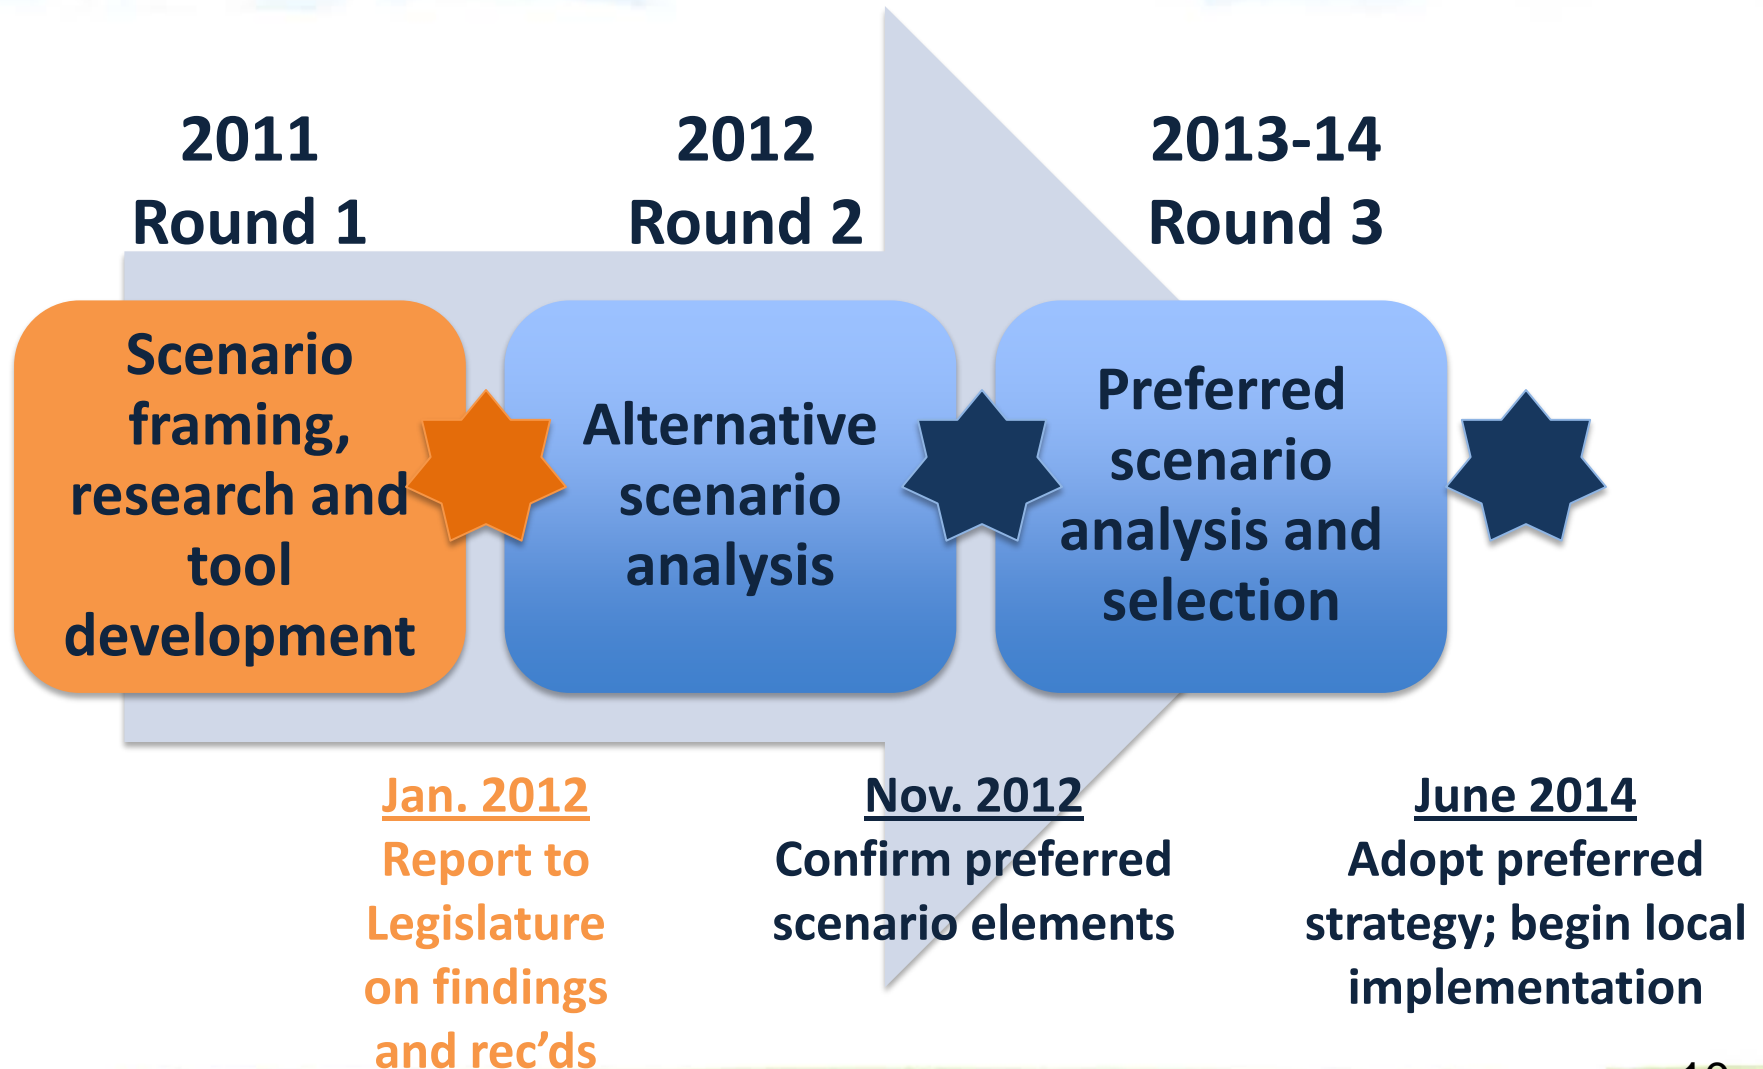 2011
Round 1
2012
Round 2
2013-14
Round 3
Scenario
framing,
research and
tool
development
Alternative
scenario
analysis
Preferred
scenario
analysis and
selection
Jan. 2012
Report to
Legislature
on findings
and rec’ds
Nov. 2012
Confirm preferred
scenario elements
June 2014
Adopt preferred
strategy; begin local
implementation